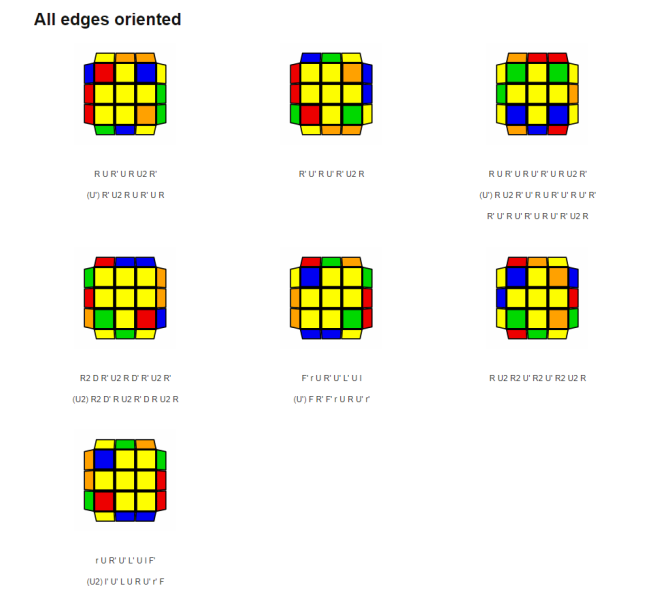 All edges oriented
R U R' U R U2 R'
(U') R' U2 R U R' U R
R' U' R U' R' U2 R
R U R' U R U' R' U R U2 R'
(U') R U2 R' U' R U R' U' R U' R'
R' U' R U' R' U R U' R' U2 R
R2 D R' U2 R D' R' U2 R'
(U2) R2 D' R U2 R' D R U2 R
F' r U R' U' L' U l
(U') F R' F' r U R U' r'
R U2 R2 U' R2 U' R2 U2 R
r U R' U' L' U l F'
(U2) l' U' L U R U' r' F